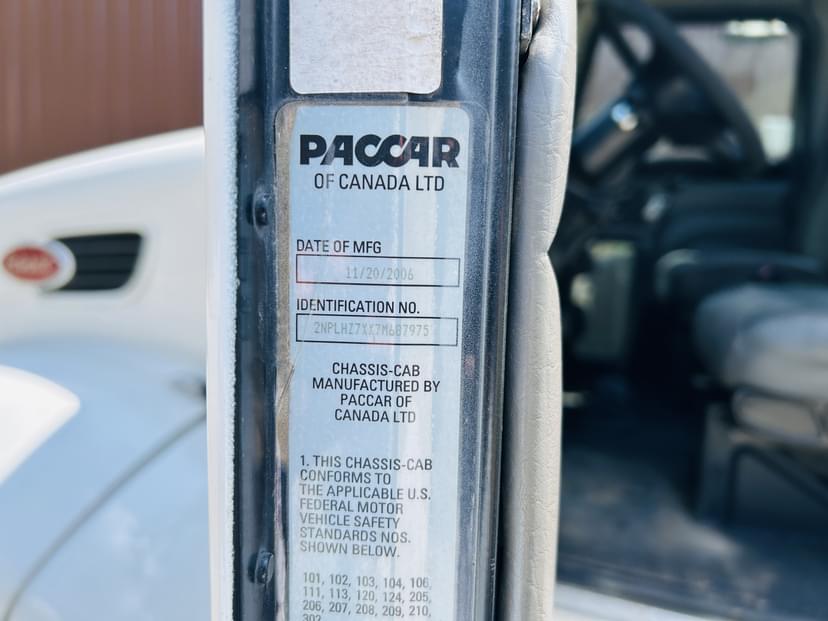 PACCAR
OF CANADA LTD
DATE OF MFG
11/20/2006
IDENTIFICATION NO.
2NPLHZ7XX7M687975
CHASSIS-CAB
MANUFACTURED BY
PACCAR OF
CANADA LTD
1. THIS CHASSIS-CAB
CONFORMS TO
THE APPLICABLE U.S.
FEDERAL MOTOR
VEHICLE SAFETY
STANDARDS NOS.
SHOWN BELOW.
101, 102, 103, 104, 106,
111, 113, 120, 124, 205,
206, 207, 208, 209, 210,
302